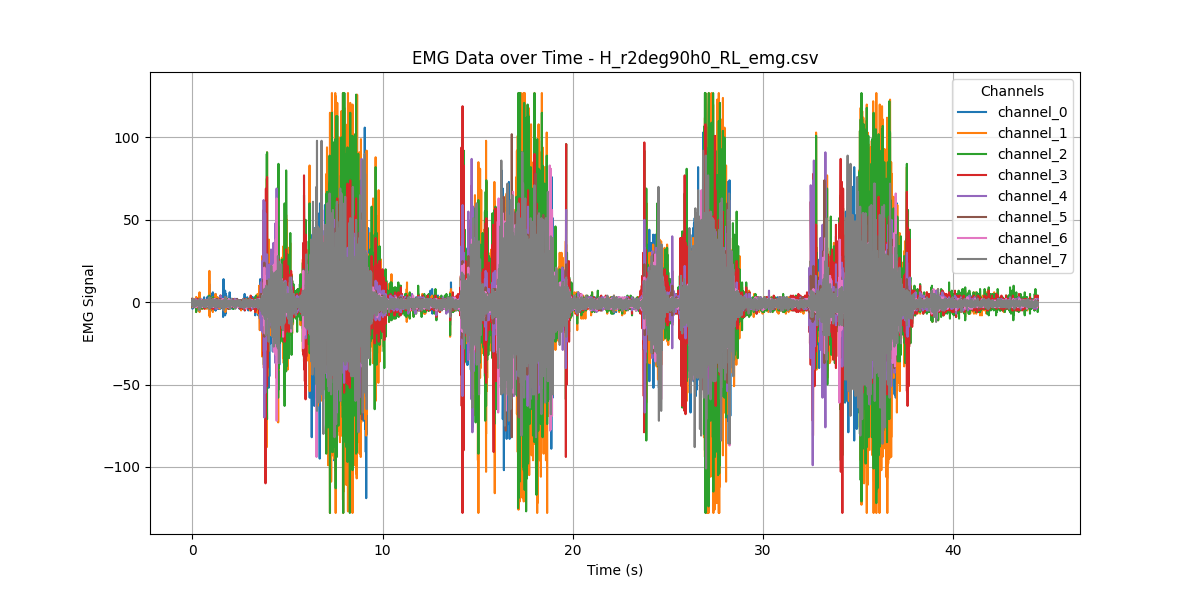 EMG Data over Time - H_r2deg90h0_RL_emg.csv
EMG Signal
100
50
0
−50
−100
Channels
channel_0
channel_1
channel_2
channel_3
channel_4
channel_5
channel_6
channel_7
0 10 20 30 40
Time (s)